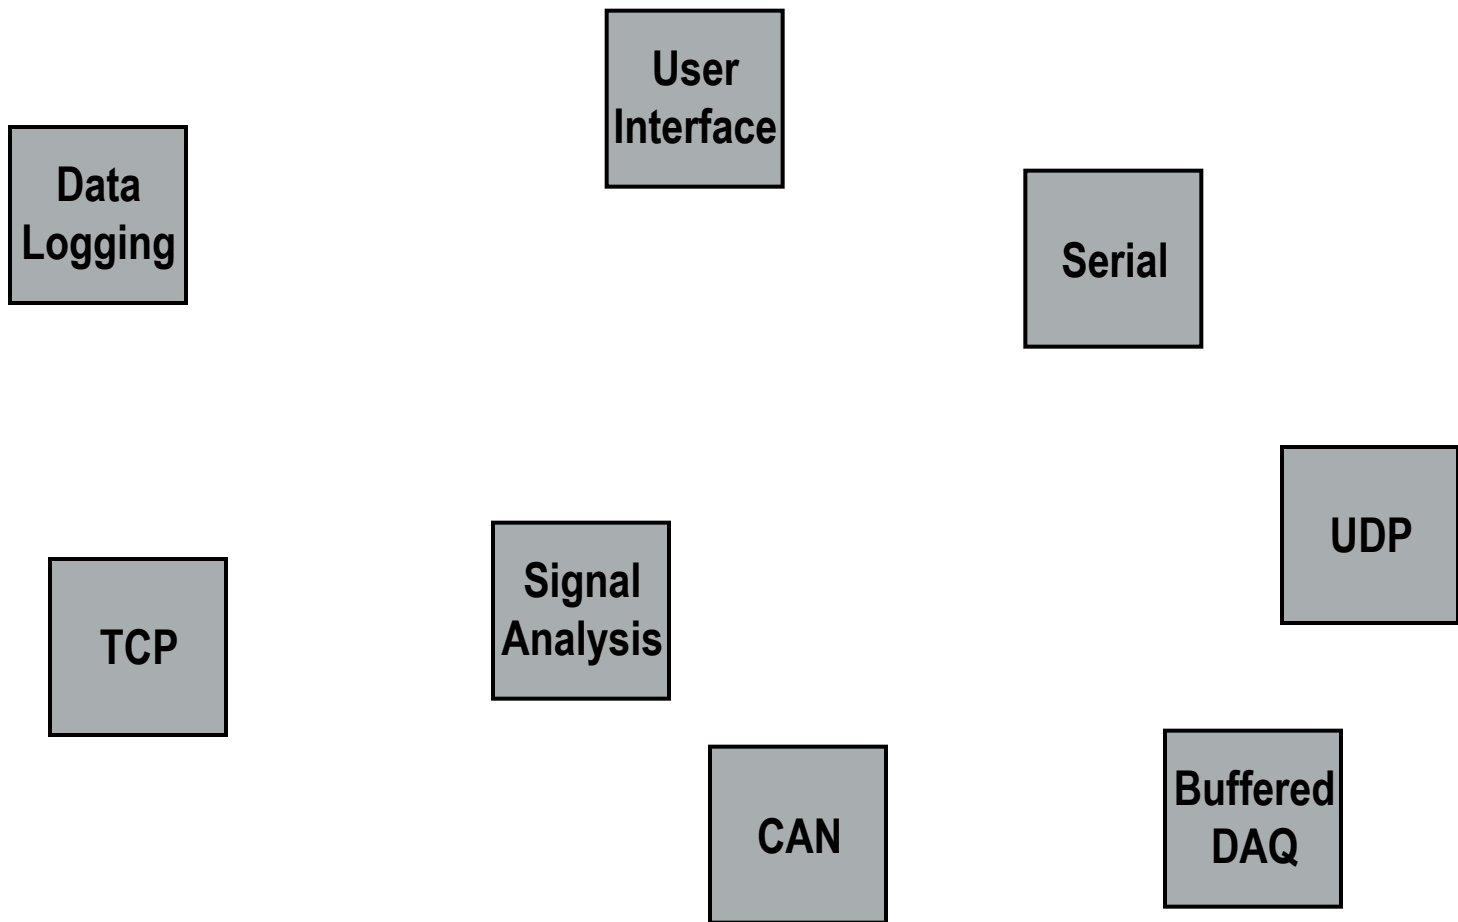 User
Interface
Data
Logging
Serial
UDP
Signal
Analysis
TCP
CAN
Buffered
DAQ